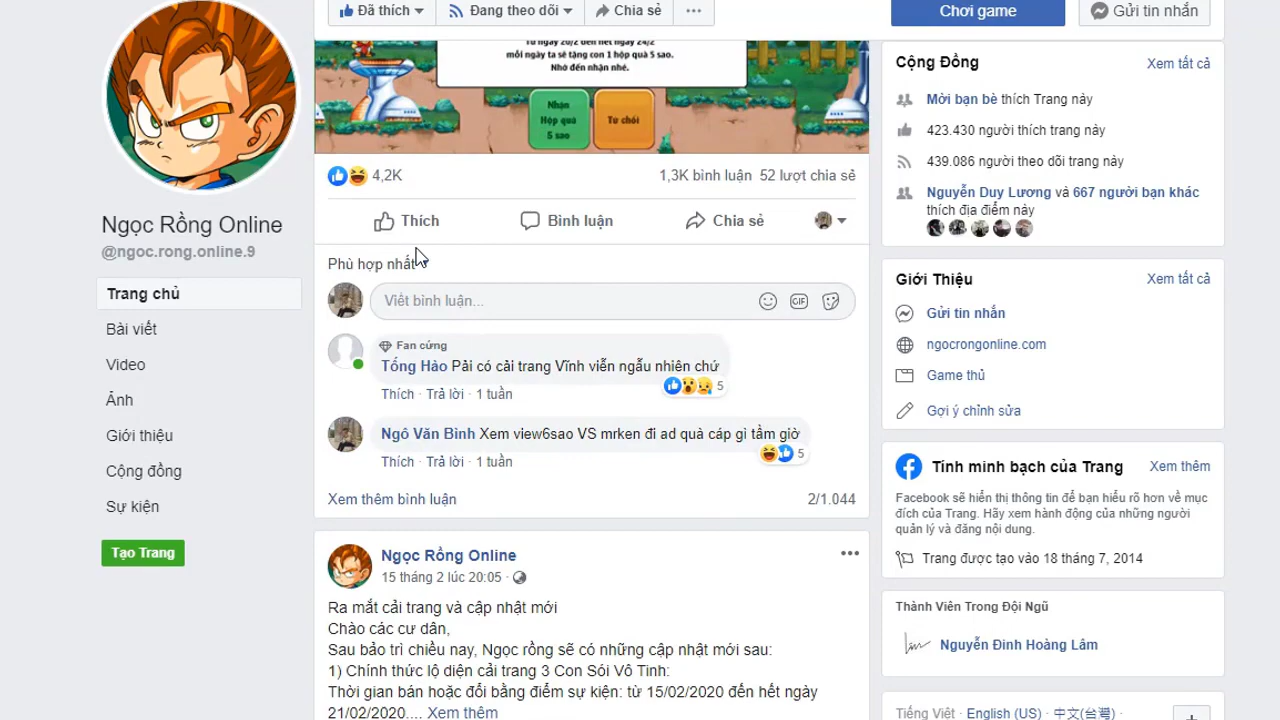 Đã thích
Đang theo dõi
Chia sẻ
Chơi game
Gửi tin nhắn
Từ ngày 20/2 đến hết ngày 24/2
mỗi ngày ta sẽ tặng con 1 hộp quà 5 sao.
Nhớ đến nhận nhé.
Nhận
Hộp quà
5 sao
Từ chối
4,2K
1,3K bình luận 52 lượt chia sẻ
Thích
Bình luận
Chia sẻ
Phù hợp nhất
Viết bình luận...
GIF
Fan cứng
Tống Hào Pải có cải trang Vĩnh viễn ngẫu nhiên chứ
5
Thích · Trả lời · 1 tuần
Ngô Văn Bình Xem view6sao VS mrken đi ad quà cáp gì tầm giờ
5
Thích · Trả lời · 1 tuần
Xem thêm bình luận
2/1.044
Ngọc Rồng Online
15 tháng 2 lúc 20:05 ·
Ra mắt cải trang và cập nhật mới
Chào các cư dân,
Sau bảo trì chiều nay, Ngọc rồng sẽ có những cập nhật mới sau:
1) Chính thức lộ diện cải trang 3 Con Sói Vô Tinh:
Thời gian bán hoặc đổi bằng điểm sự kiện: từ 15/02/2020 đến hết ngày
21/02/2020.... Xem thêm
Ngọc Rồng Online
@ngoc.rong.online.9
Trang chủ
Bài viết
Video
Ảnh
Giới thiệu
Cộng đồng
Sự kiện
Tạo Trang
Cộng Đồng
Xem tất cả
Mời bạn bè thích Trang này
423.430 người thích trang này
439.086 người theo dõi trang này
Nguyễn Duy Lương và 667 người bạn khác
thích địa điểm này
Giới Thiệu
Xem tất cả
Gửi tin nhắn
ngocrongonline.com
Game thủ
Gợi ý chỉnh sửa
Tính minh bạch của Trang
Xem thêm
Facebook sẽ hiển thị thông tin để bạn hiểu rõ hơn về mục
đích của Trang. Hãy xem hành động của những người
quản lý và đăng nội dung.
Trang được tạo vào 18 tháng 7, 2014
Thành Viên Trong Đội Ngũ
Nguyễn Đình Hoàng Lâm
Tiếng Việt · English (US) · 中文(台灣) ·